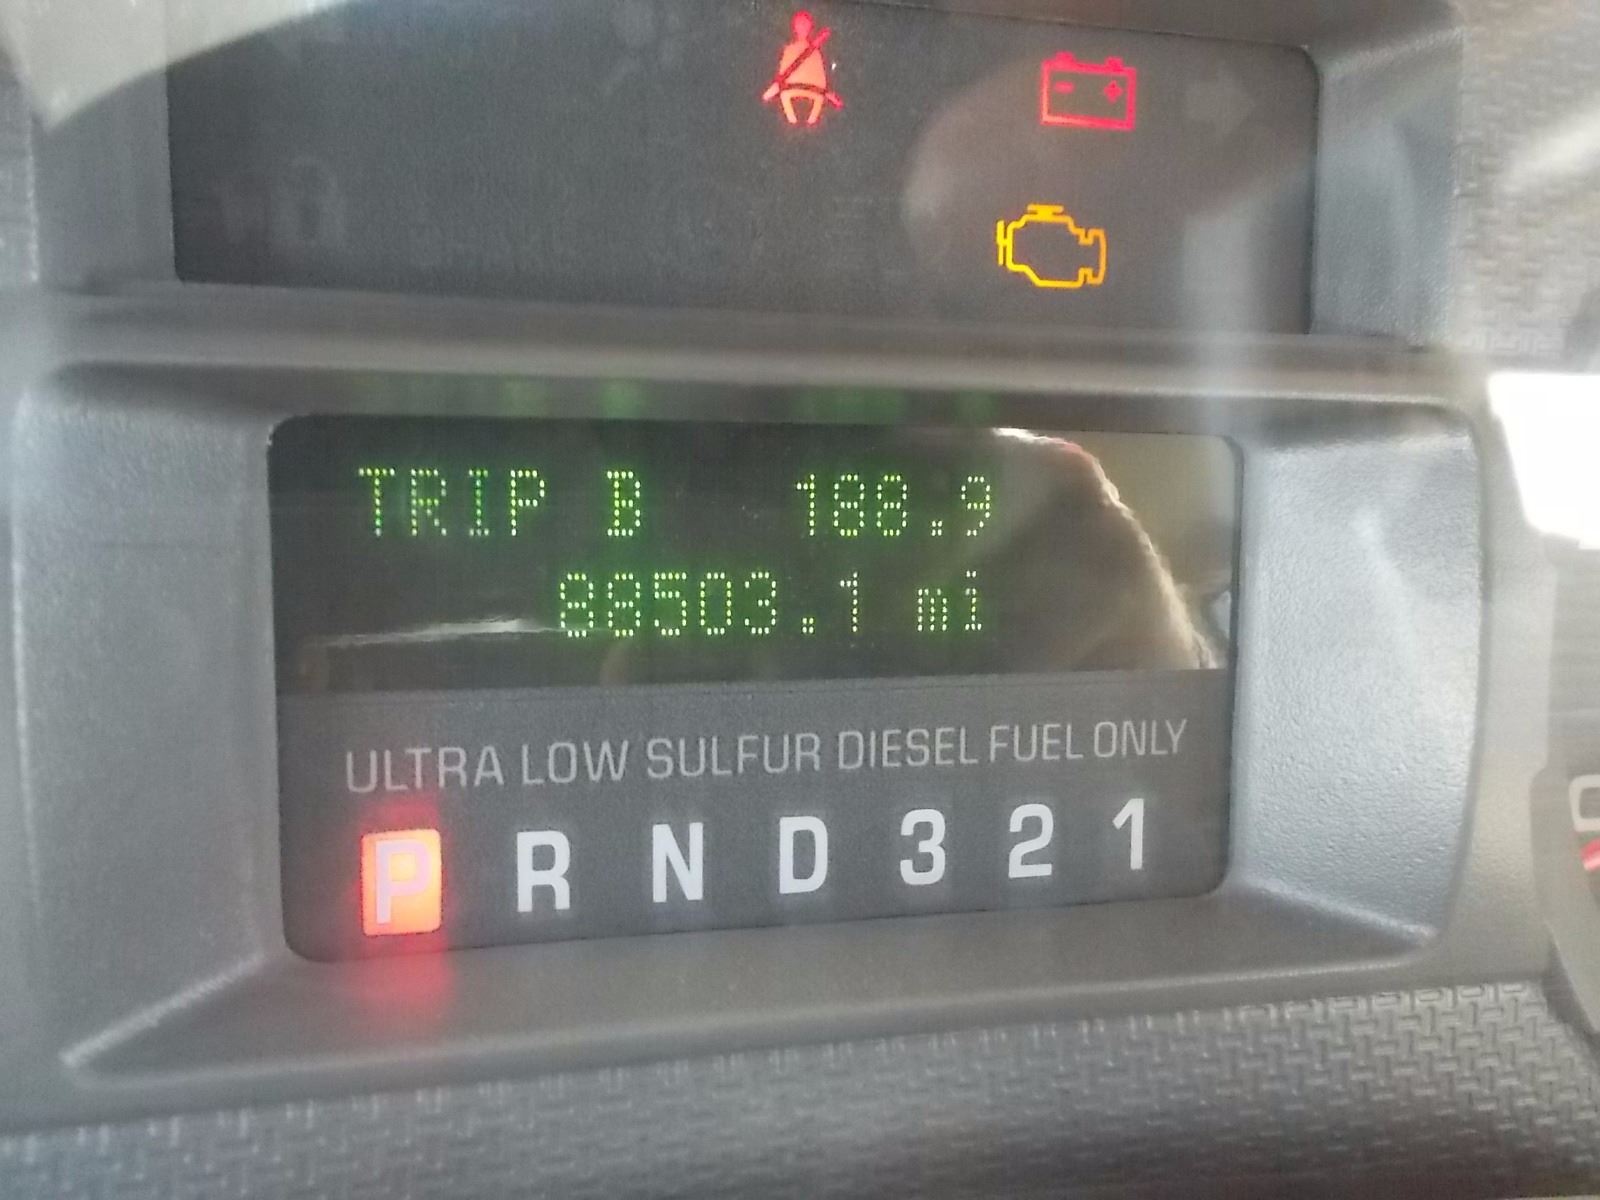 TRIP B 188.9
88503.1 mi
ULTRA LOW SULFUR DIESEL FUEL ONLY
P R N D 3 2 1